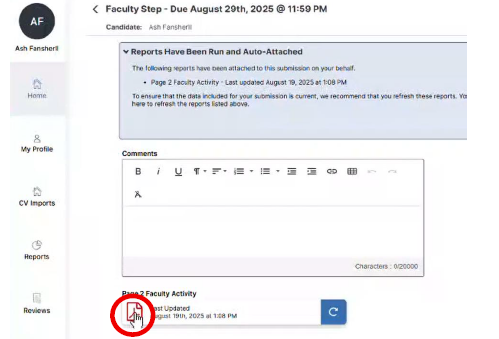 AF
Ash Fansherll
Home
My Profile
CV Imports
Reports
Reviews
Faculty Step - Due August 29th, 2025 @ 11:59 PM
Candidate: Ash Fansherll
Reports Have Been Run and Auto-Attached
The following reports have been attached to this submission on your behalf.
• Page 2 Faculty Activity - Last updated August 19, 2025 at 1:08 PM
To ensure that the data included for your submission is current, we recommend that you refresh these reports. Yo
here to refresh the reports listed above.
Comments
B i U ¶
Characters : 0/20000
Page 2 Faculty Activity
Last Updated
August 19th, 2025 at 1:08 PM